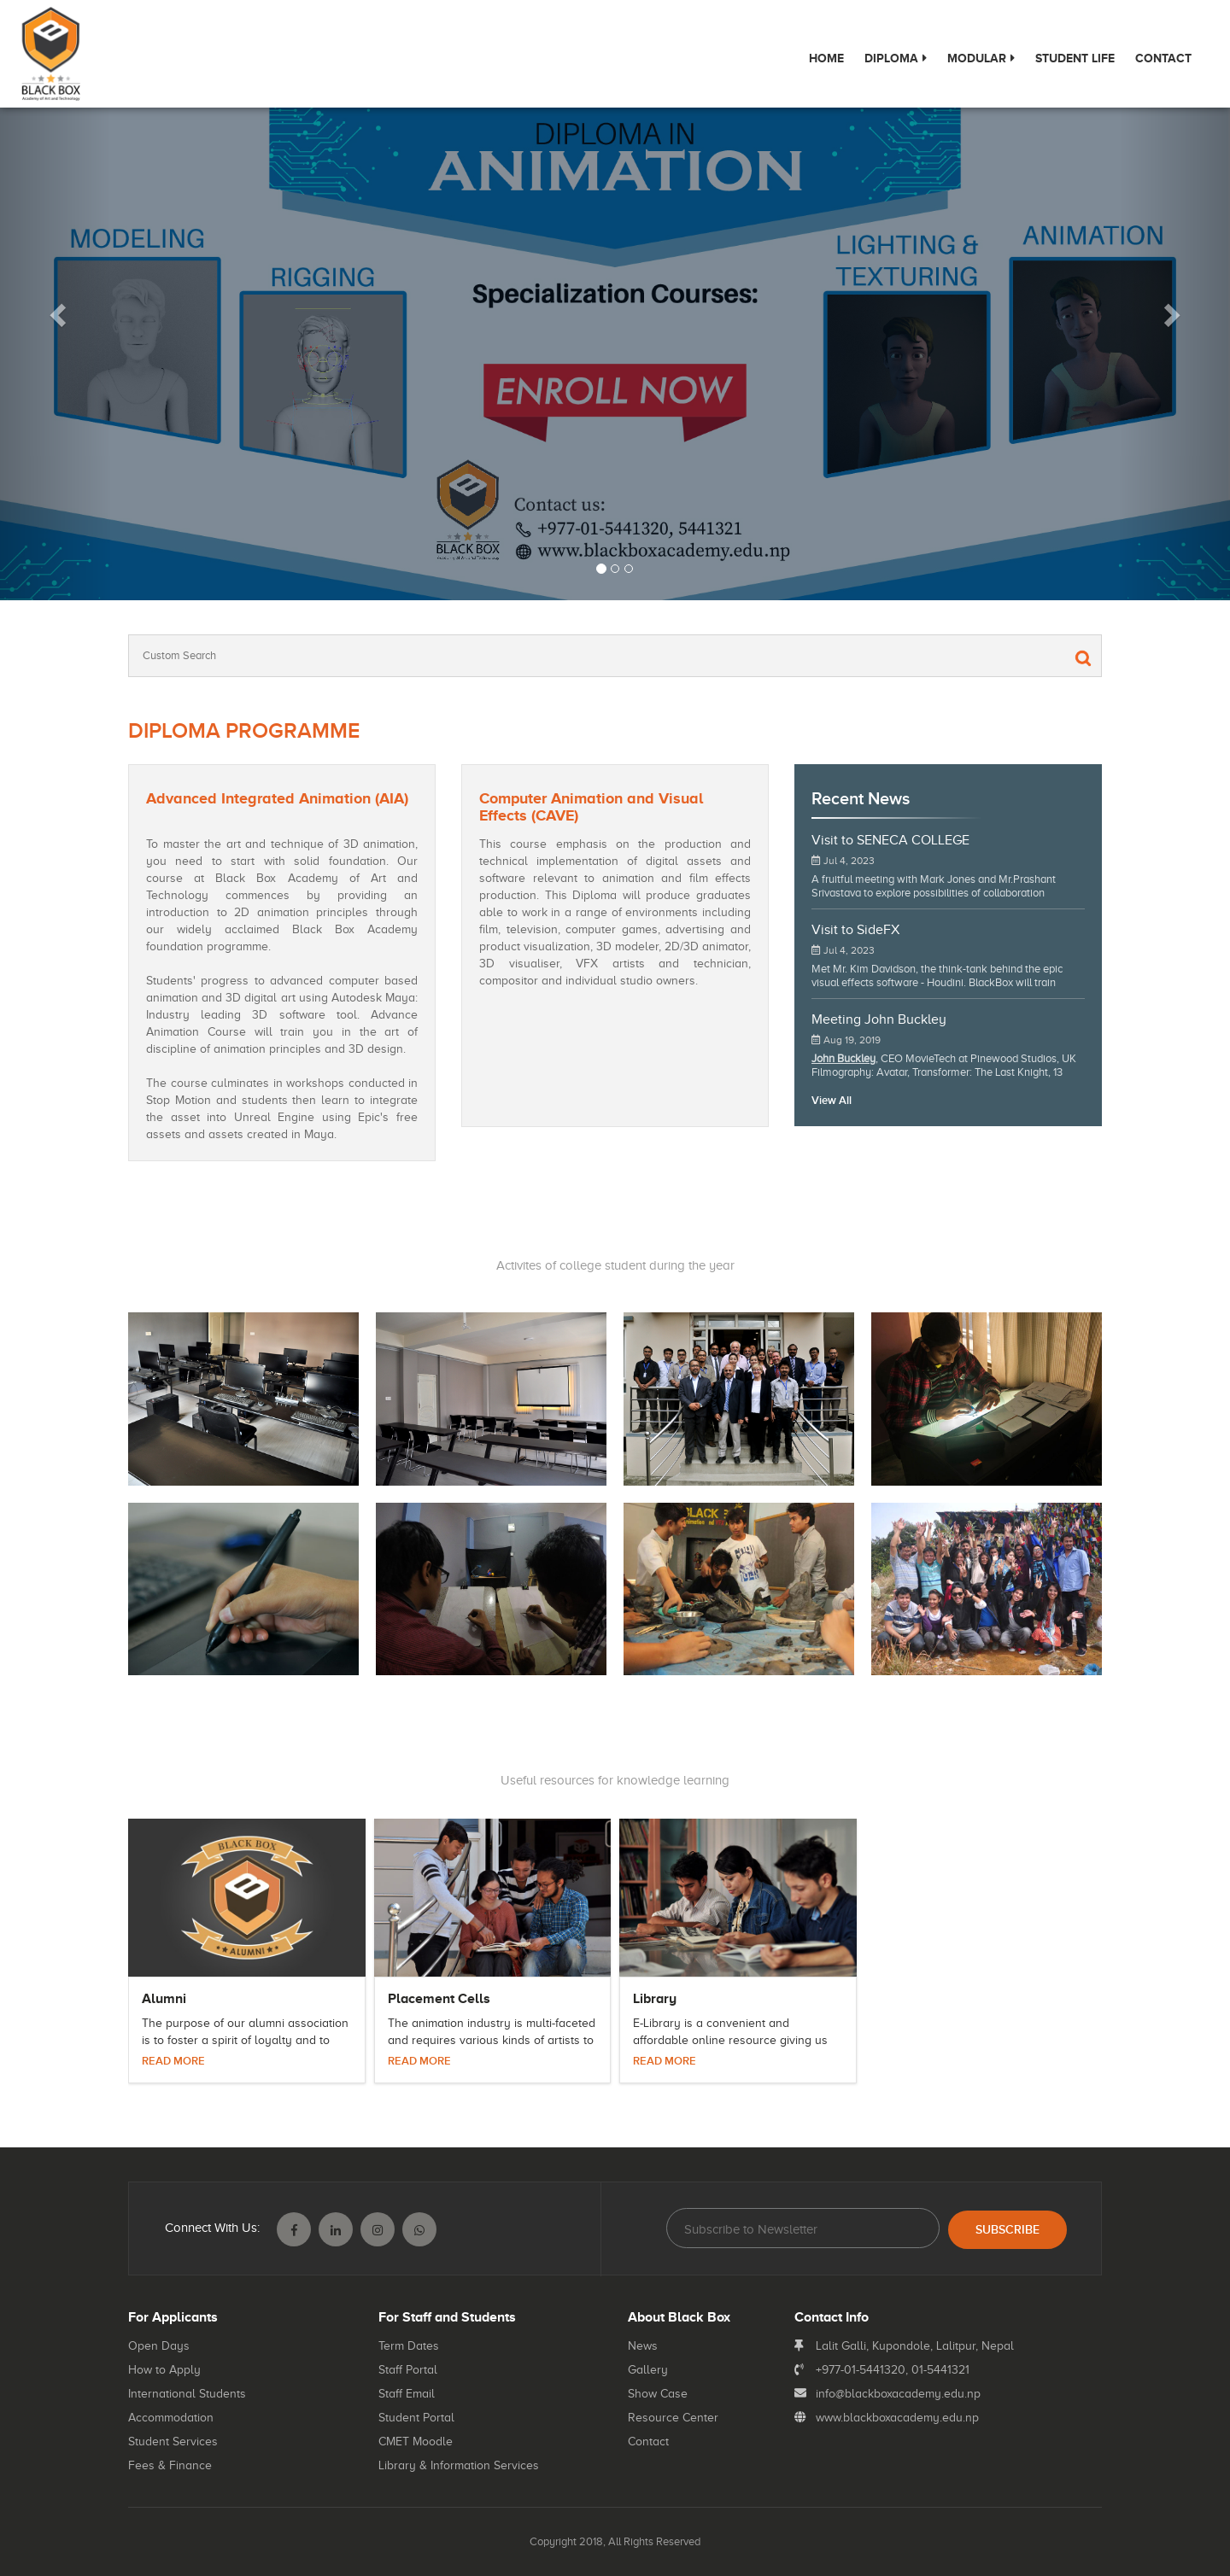 BLACK BOX
Academy of Art and Technology
HOME
DIPLOMA
MODULAR
STUDENT LIFE
CONTACT
DIPLOMA IN
ANIMATION
MODELING
RIGGING
LIGHTING &
TEXTURING
ANIMATION
Specialization Courses:
ENROLL NOW
BLACK BOX
Contact us:
+977-01-5441320, 5441321
www.blackboxacademy.edu.np
Custom Search
DIPLOMA PROGRAMME
Advanced Integrated Animation (AIA)
To master the art and technique of 3D animation,
you need to start with solid foundation. Our
course at Black Box Academy of Art and
Technology commences by providing an
introduction to 2D animation principles through
our widely acclaimed Black Box Academy
foundation programme.
Students' progress to advanced computer based
animation and 3D digital art using Autodesk Maya:
Industry leading 3D software tool. Advance
Animation Course will train you in the art of
discipline of animation principles and 3D design.
The course culminates in workshops conducted in
Stop Motion and students then learn to integrate
the asset into Unreal Engine using Epic's free
assets and assets created in Maya.
Computer Animation and Visual
Effects (CAVE)
This course emphasis on the production and
technical implementation of digital assets and
software relevant to animation and film effects
production. This Diploma will produce graduates
able to work in a range of environments including
film, television, computer games, advertising and
product visualization, 3D modeler, 2D/3D animator,
3D visualiser, VFX artists and technician,
compositor and individual studio owners.
Recent News
Visit to SENECA COLLEGE
Jul 4, 2023
A fruitful meeting with Mark Jones and Mr.Prashant
Srivastava to explore possibilities of collaboration
Visit to SideFX
Jul 4, 2023
Met Mr. Kim Davidson, the think-tank behind the epic
visual effects software - Houdini. BlackBox will train
Meeting John Buckley
Aug 19, 2019
John Buckley, CEO MovieTech at Pinewood Studios, UK
Filmography: Avatar, Transformer: The Last Knight, 13
View All
Activites of college student during the year
BLACK B
Useful resources for knowledge learning
BLACK BOX
ALUMNI
Alumni
The purpose of our alumni association
is to foster a spirit of loyalty and to
READ MORE
Placement Cells
The animation industry is multi-faceted
and requires various kinds of artists to
READ MORE
Library
E-Library is a convenient and
affordable online resource giving us
READ MORE
Connect With Us:
Subscribe to Newsletter
SUBSCRIBE
For Applicants
Open Days
How to Apply
International Students
Accommodation
Student Services
Fees & Finance
For Staff and Students
Term Dates
Staff Portal
Staff Email
Student Portal
CMET Moodle
Library & Information Services
About Black Box
News
Gallery
Show Case
Resource Center
Contact
Contact Info
Lalit Galli, Kupondole, Lalitpur, Nepal
+977-01-5441320, 01-5441321
info@blackboxacademy.edu.np
www.blackboxacademy.edu.np
Copyright 2018, All Rights Reserved